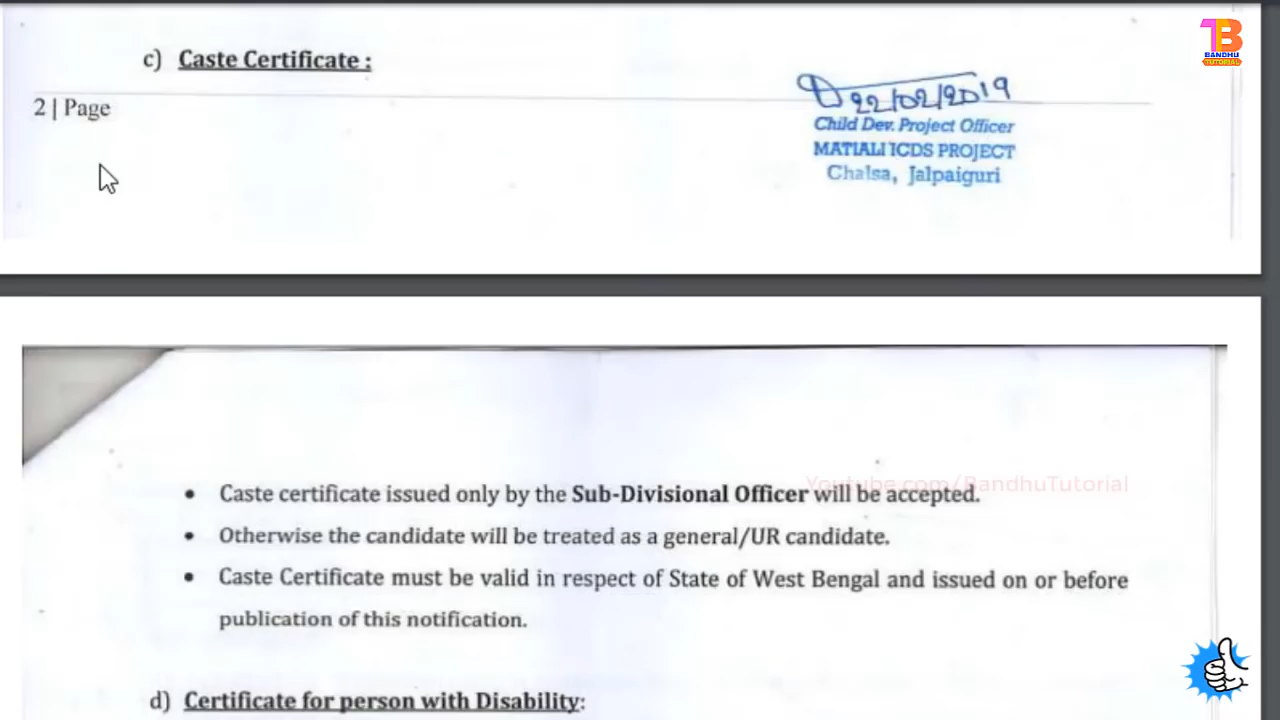 TB
BANDHU
TUTORIAL
c) Caste Certificate :
2 | Page
22/02/2019
Child Dev. Project Officer
MATIALI ICDS PROJECT
Chalsa, Jalpaiguri
Youtube.com/BandhuTutorial
• Caste certificate issued only by the Sub-Divisional Officer will be accepted.
• Otherwise the candidate will be treated as a general/UR candidate.
• Caste Certificate must be valid in respect of State of West Bengal and issued on or before
publication of this notification.
d) Certificate for person with Disability: